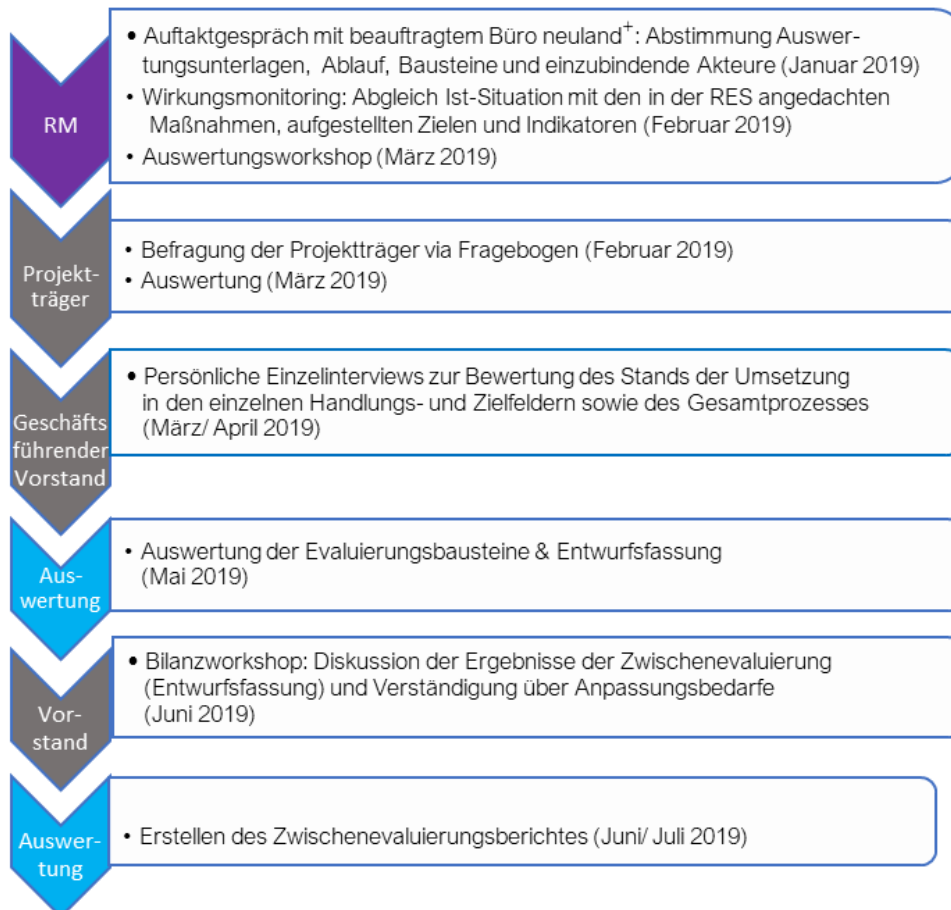 RM
• Auftaktgespräch mit beauftragtem Büro neuland+: Abstimmung Auswer-
tungsunterlagen, Ablauf, Bausteine und einzubindende Akteure (Januar 2019)
• Wirkungsmonitoring: Abgleich Ist-Situation mit den in der RES angedachten
Maßnahmen, aufgestellten Zielen und Indikatoren (Februar 2019)
• Auswertungsworkshop (März 2019)
Projekt-
träger
• Befragung der Projektträger via Fragebogen (Februar 2019)
• Auswertung (März 2019)
Geschäfts
führender
Vorstand
• Persönliche Einzelinterviews zur Bewertung des Stands der Umsetzung
in den einzelnen Handlungs- und Zielfeldern sowie des Gesamtprozesses
(März/ April 2019)
Aus-
wertung
• Auswertung der Evaluierungsbausteine & Entwurfsfassung
(Mai 2019)
Vor-
stand
• Bilanzworkshop: Diskussion der Ergebnisse der Zwischenevaluierung
(Entwurfsfassung) und Verständigung über Anpassungsbedarfe
(Juni 2019)
Auswer-
tung
• Erstellen des Zwischenevaluierungsberichtes (Juni/ Juli 2019)